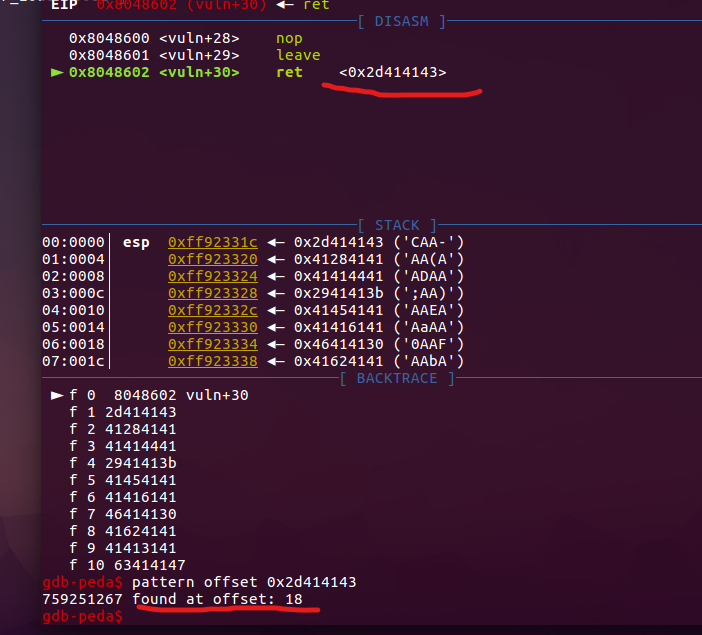 EIP 0x8048602 (vuln+30) ◂— ret
[ DISASM ]
0x8048600 <vuln+28> nop
0x8048601 <vuln+29> leave
► 0x8048602 <vuln+30> ret <0x2d414143>
[ STACK ]
00:0000│ esp 0xff92331c ◂— 0x2d414143 ('CAA-')
01:0004│ 0xff923320 ◂— 0x41284141 ('AA(A')
02:0008│ 0xff923324 ◂— 0x41414441 ('ADAA')
03:000c│ 0xff923328 ◂— 0x2941413b (';AA)')
04:0010│ 0xff92332c ◂— 0x41454141 ('AAEA')
05:0014│ 0xff923330 ◂— 0x41416141 ('AaAA')
06:0018│ 0xff923334 ◂— 0x46414130 ('0AAF')
07:001c│ 0xff923338 ◂— 0x41624141 ('AAbA')
[ BACKTRACE ]
► f 0 8048602 vuln+30
f 1 2d414143
f 2 41284141
f 3 41414441
f 4 2941413b
f 5 41454141
f 6 41416141
f 7 46414130
f 8 41624141
f 9 41413141
f 10 63414147
gdb-peda$ pattern offset 0x2d414143
759251267 found at offset: 18
gdb-peda$